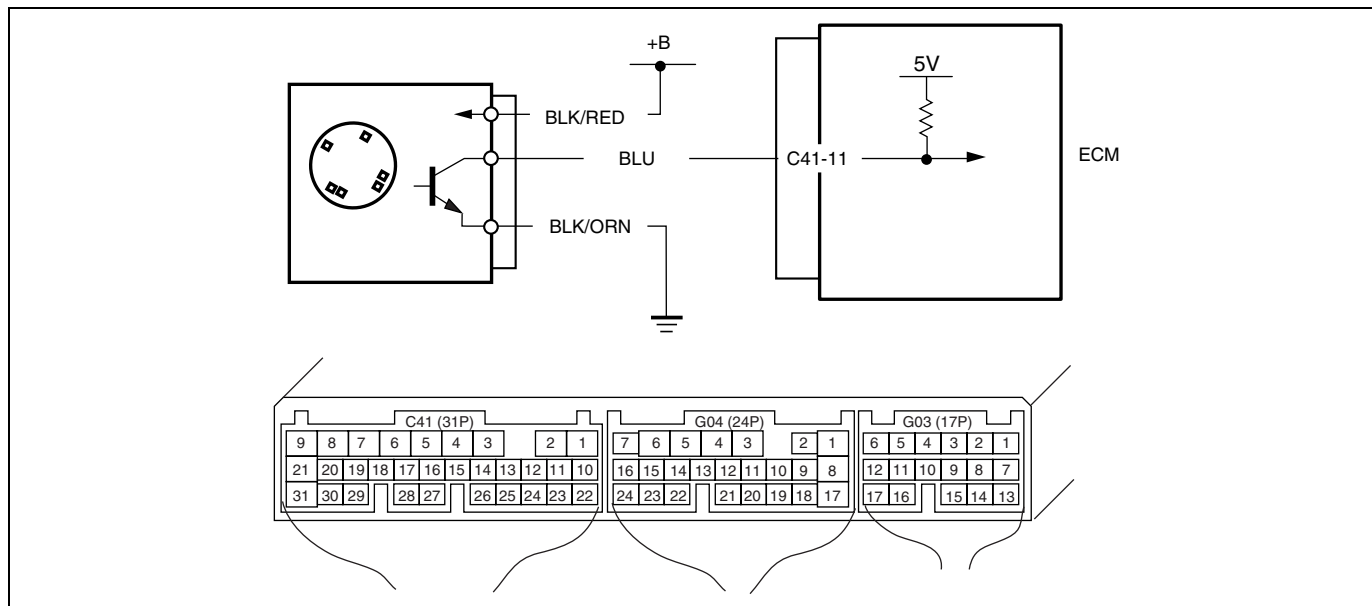 +B
5V
BLK/RED
BLU
C41-11
ECM
BLK/ORN
C41 (31P) G04 (24P) G03 (17P)
9 8 7 6 5 4 3 2 1 7 6 5 4 3 2 1 6 5 4 3 2 1
21 20 19 18 17 16 15 14 13 12 11 10 16 15 14 13 12 11 10 9 8 12 11 10 9 8 7
31 30 29 28 27 26 25 24 23 22 24 23 22 21 20 19 18 17 17 16 15 14 13